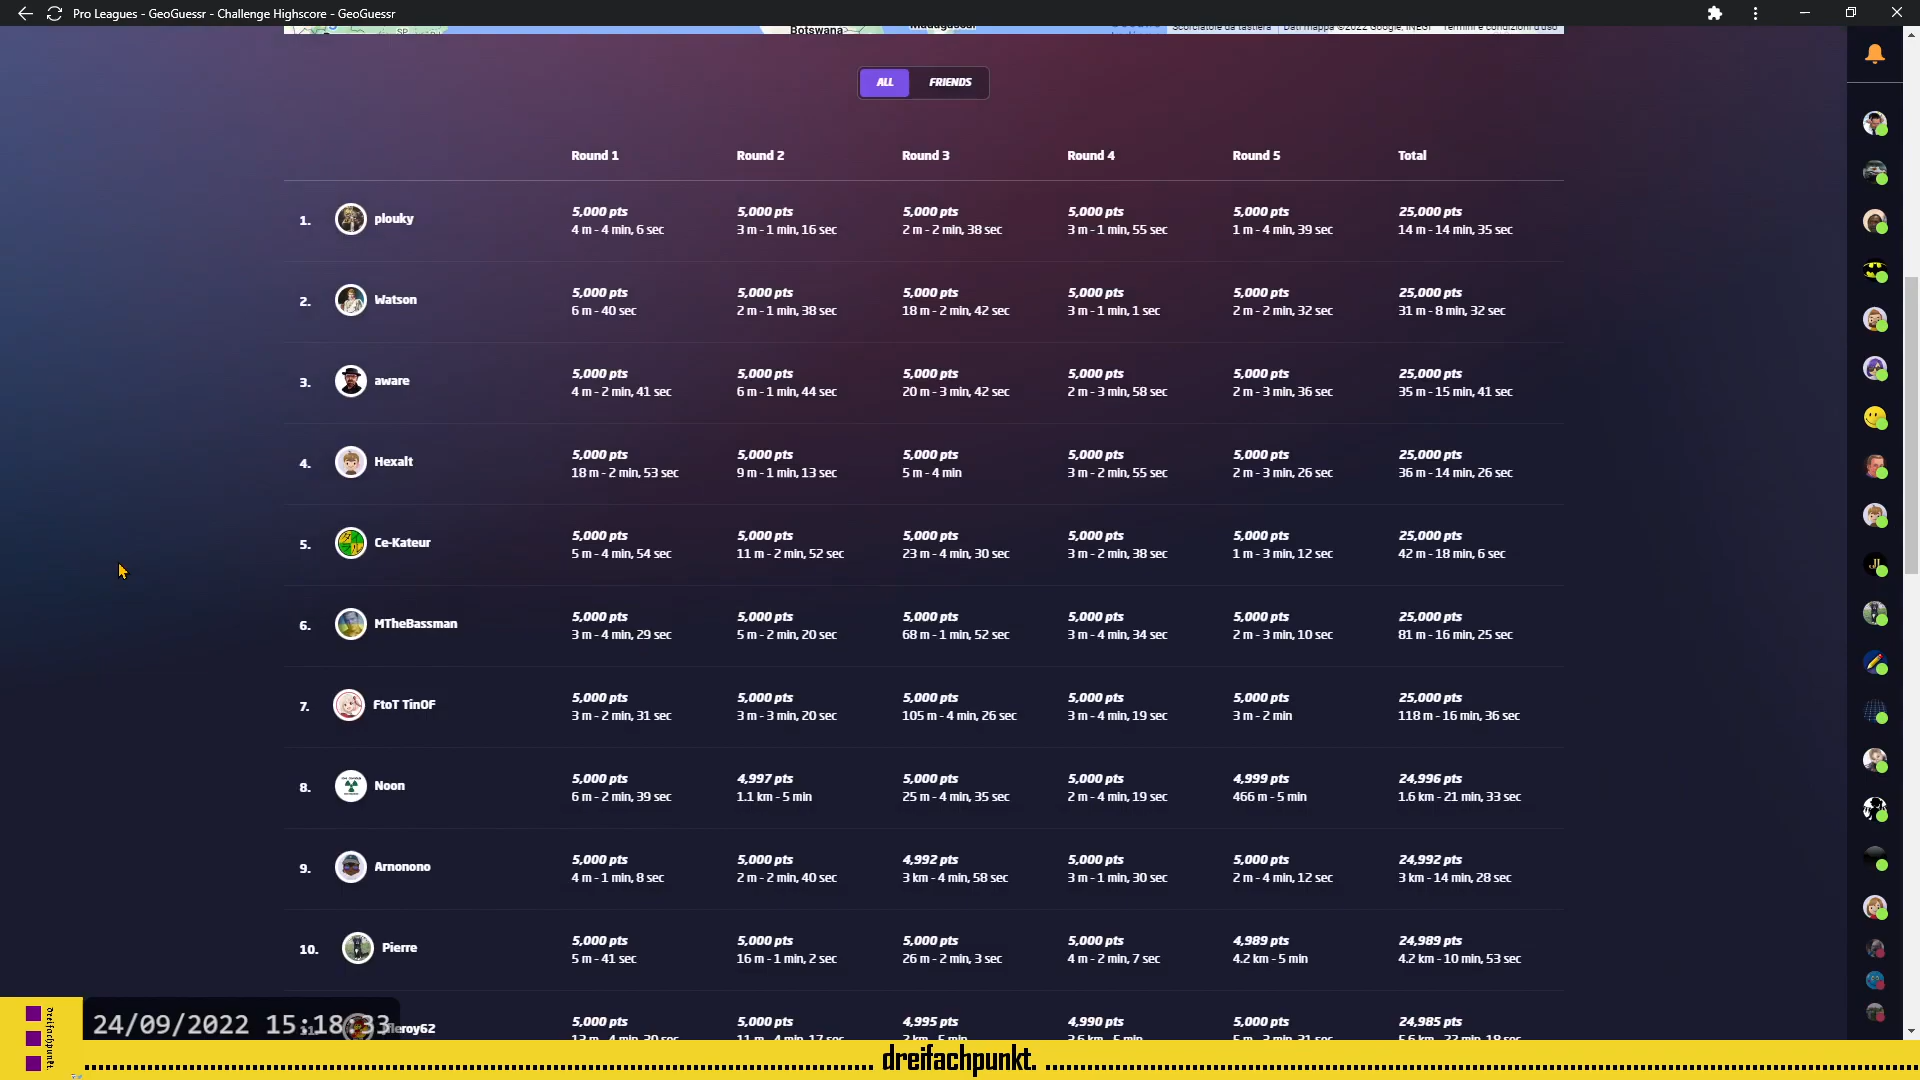 Pro Leagues - GeoGuessr - Challenge Highscore - GeoGuessr
Botswana
ALL FRIENDS
Round 1 Round 2 Round 3 Round 4 Round 5 Total
1. plouky
5,000 pts 5,000 pts 5,000 pts 5,000 pts 5,000 pts 25,000 pts
4 m - 4 min, 6 sec 3 m - 1 min, 16 sec 2 m - 2 min, 38 sec 3 m - 1 min, 55 sec 1 m - 4 min, 39 sec 14 m - 14 min, 35 sec
2. Watson
5,000 pts 5,000 pts 5,000 pts 5,000 pts 5,000 pts 25,000 pts
6 m - 40 sec 2 m - 1 min, 38 sec 18 m - 2 min, 42 sec 3 m - 1 min, 1 sec 2 m - 2 min, 32 sec 31 m - 8 min, 32 sec
3. aware
5,000 pts 5,000 pts 5,000 pts 5,000 pts 5,000 pts 25,000 pts
4 m - 2 min, 41 sec 6 m - 1 min, 44 sec 20 m - 3 min, 42 sec 2 m - 3 min, 58 sec 2 m - 3 min, 36 sec 35 m - 15 min, 41 sec
4. Hexalt
5,000 pts 5,000 pts 5,000 pts 5,000 pts 5,000 pts 25,000 pts
18 m - 2 min, 53 sec 9 m - 1 min, 13 sec 5 m - 4 min 3 m - 2 min, 55 sec 2 m - 3 min, 26 sec 36 m - 14 min, 26 sec
5. Ce-Kateur
5,000 pts 5,000 pts 5,000 pts 5,000 pts 5,000 pts 25,000 pts
5 m - 4 min, 54 sec 11 m - 2 min, 52 sec 23 m - 4 min, 30 sec 3 m - 2 min, 38 sec 1 m - 3 min, 12 sec 42 m - 18 min, 6 sec
6. MTheBassman
5,000 pts 5,000 pts 5,000 pts 5,000 pts 5,000 pts 25,000 pts
3 m - 4 min, 29 sec 5 m - 2 min, 20 sec 68 m - 1 min, 52 sec 3 m - 4 min, 34 sec 2 m - 3 min, 10 sec 81 m - 16 min, 25 sec
7. FtoT TinOF
5,000 pts 5,000 pts 5,000 pts 5,000 pts 5,000 pts 25,000 pts
3 m - 2 min, 31 sec 3 m - 3 min, 20 sec 105 m - 4 min, 26 sec 3 m - 4 min, 19 sec 3 m - 2 min 118 m - 16 min, 36 sec
8. Noon
5,000 pts 4,997 pts 5,000 pts 5,000 pts 4,999 pts 24,996 pts
6 m - 2 min, 39 sec 1.1 km - 5 min 25 m - 4 min, 35 sec 2 m - 4 min, 19 sec 466 m - 5 min 1.6 km - 21 min, 33 sec
9. Arnonono
5,000 pts 5,000 pts 4,992 pts 5,000 pts 5,000 pts 24,992 pts
4 m - 1 min, 8 sec 2 m - 2 min, 40 sec 3 km - 4 min, 58 sec 3 m - 1 min, 30 sec 2 m - 4 min, 12 sec 3 km - 14 min, 28 sec
10. Pierre
5,000 pts 5,000 pts 5,000 pts 5,000 pts 4,989 pts 24,989 pts
5 m - 41 sec 16 m - 1 min, 2 sec 26 m - 2 min, 3 sec 4 m - 2 min, 7 sec 4.2 km - 5 min 4.2 km - 10 min, 53 sec
5,000 pts 5,000 pts 4,995 pts 4,990 pts 5,000 pts 24,985 pts
24/09/2022 15:18:33
dreifachpunkt.
dreifachpunkt.